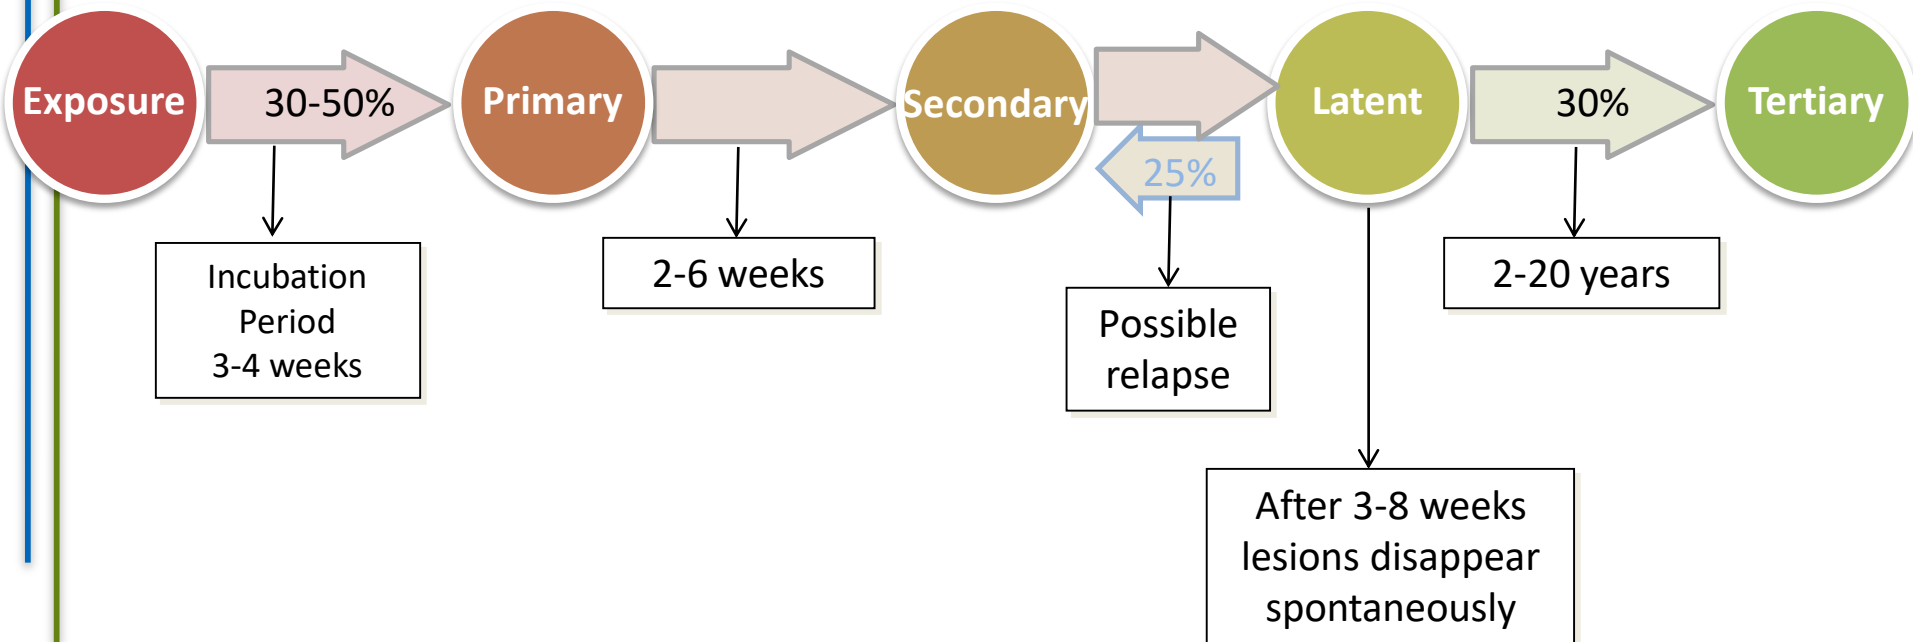 Exposure
30-50%
Primary
Secondary
Latent
30%
Tertiary
25%
Incubation
Period
3-4 weeks
2-6 weeks
Possible
relapse
2-20 years
After 3-8 weeks
lesions disappear
spontaneously